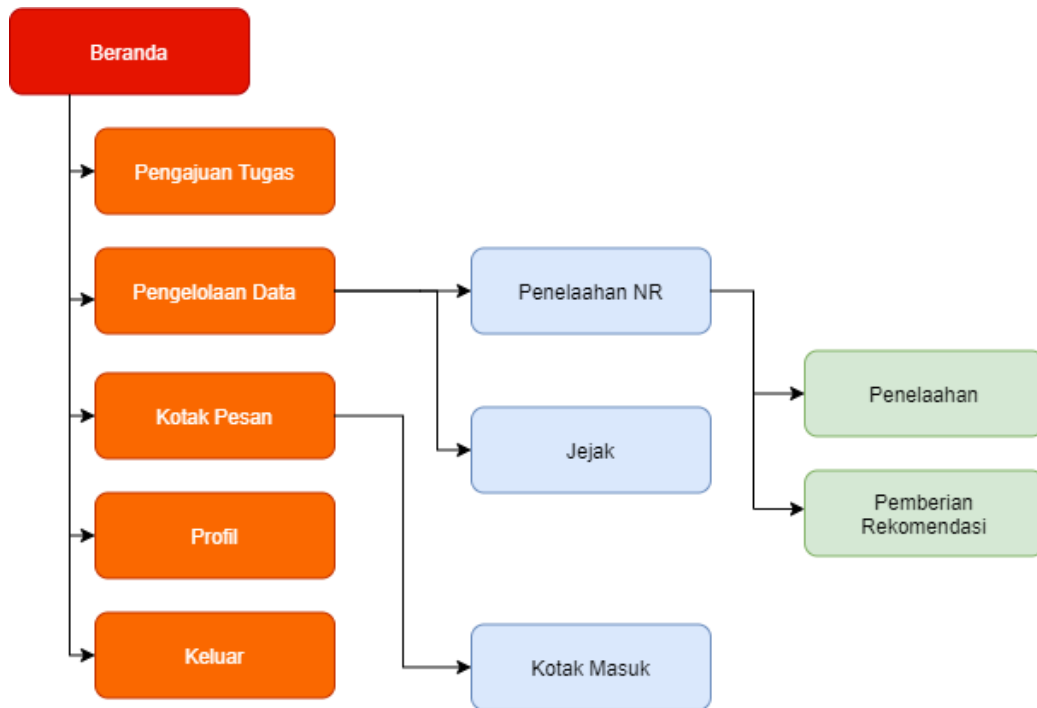 Beranda
Pengajuan Tugas
Pengelolaan Data
Penelaahan NR
Penelaahan
Kotak Pesan
Jejak
Pemberian
Rekomendasi
Profil
Keluar
Kotak Masuk